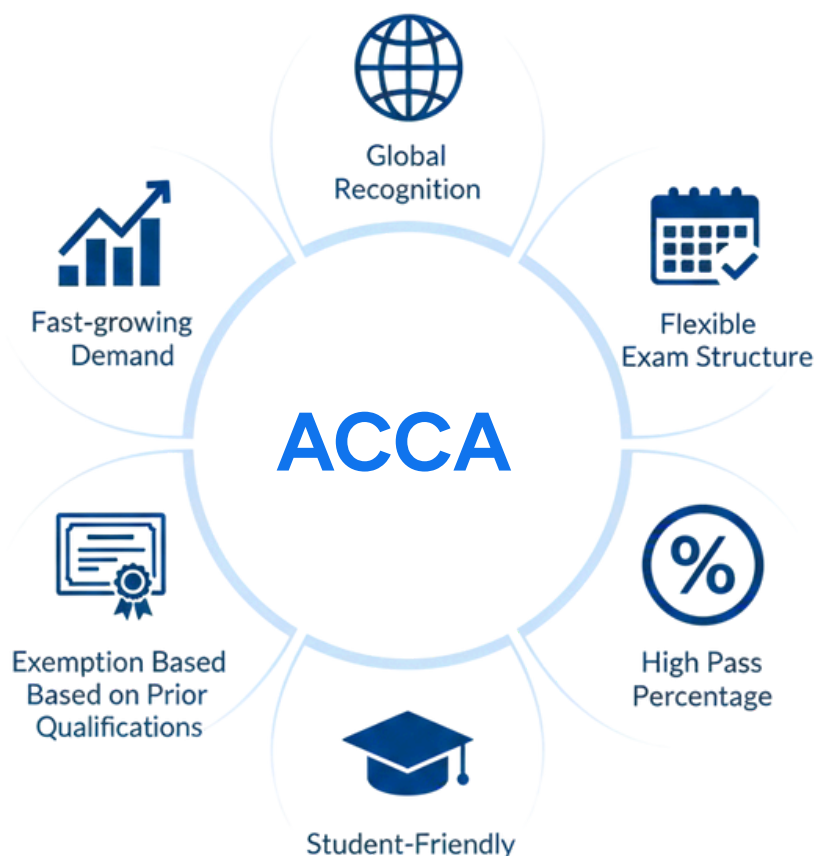 Global
Recognition
Fast-growing
Demand
Flexible
Exam Structure
ACCA
%
Exemption Based
Based on Prior
Qualifications
High Pass
Percentage
Student-Friendly